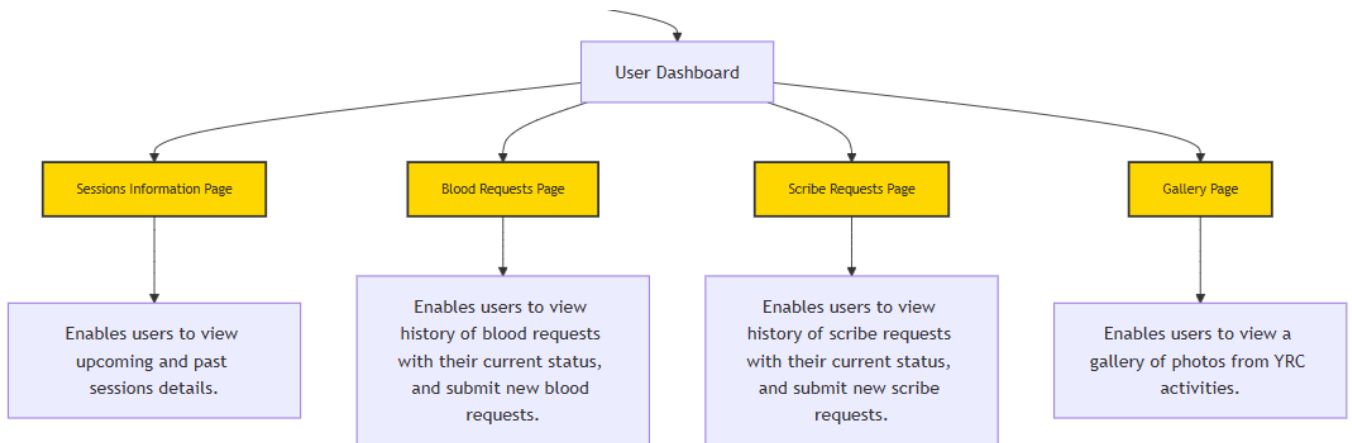 User Dashboard
Sessions Information Page
Blood Requests Page
Scribe Requests Page
Gallery Page
Enables users to view
upcoming and past
sessions details.
Enables users to view
history of blood requests
with their current status,
and submit new blood
requests.
Enables users to view
history of scribe requests
with their current status,
and submit new scribe
requests.
Enables users to view a
gallery of photos from YRC
activities.